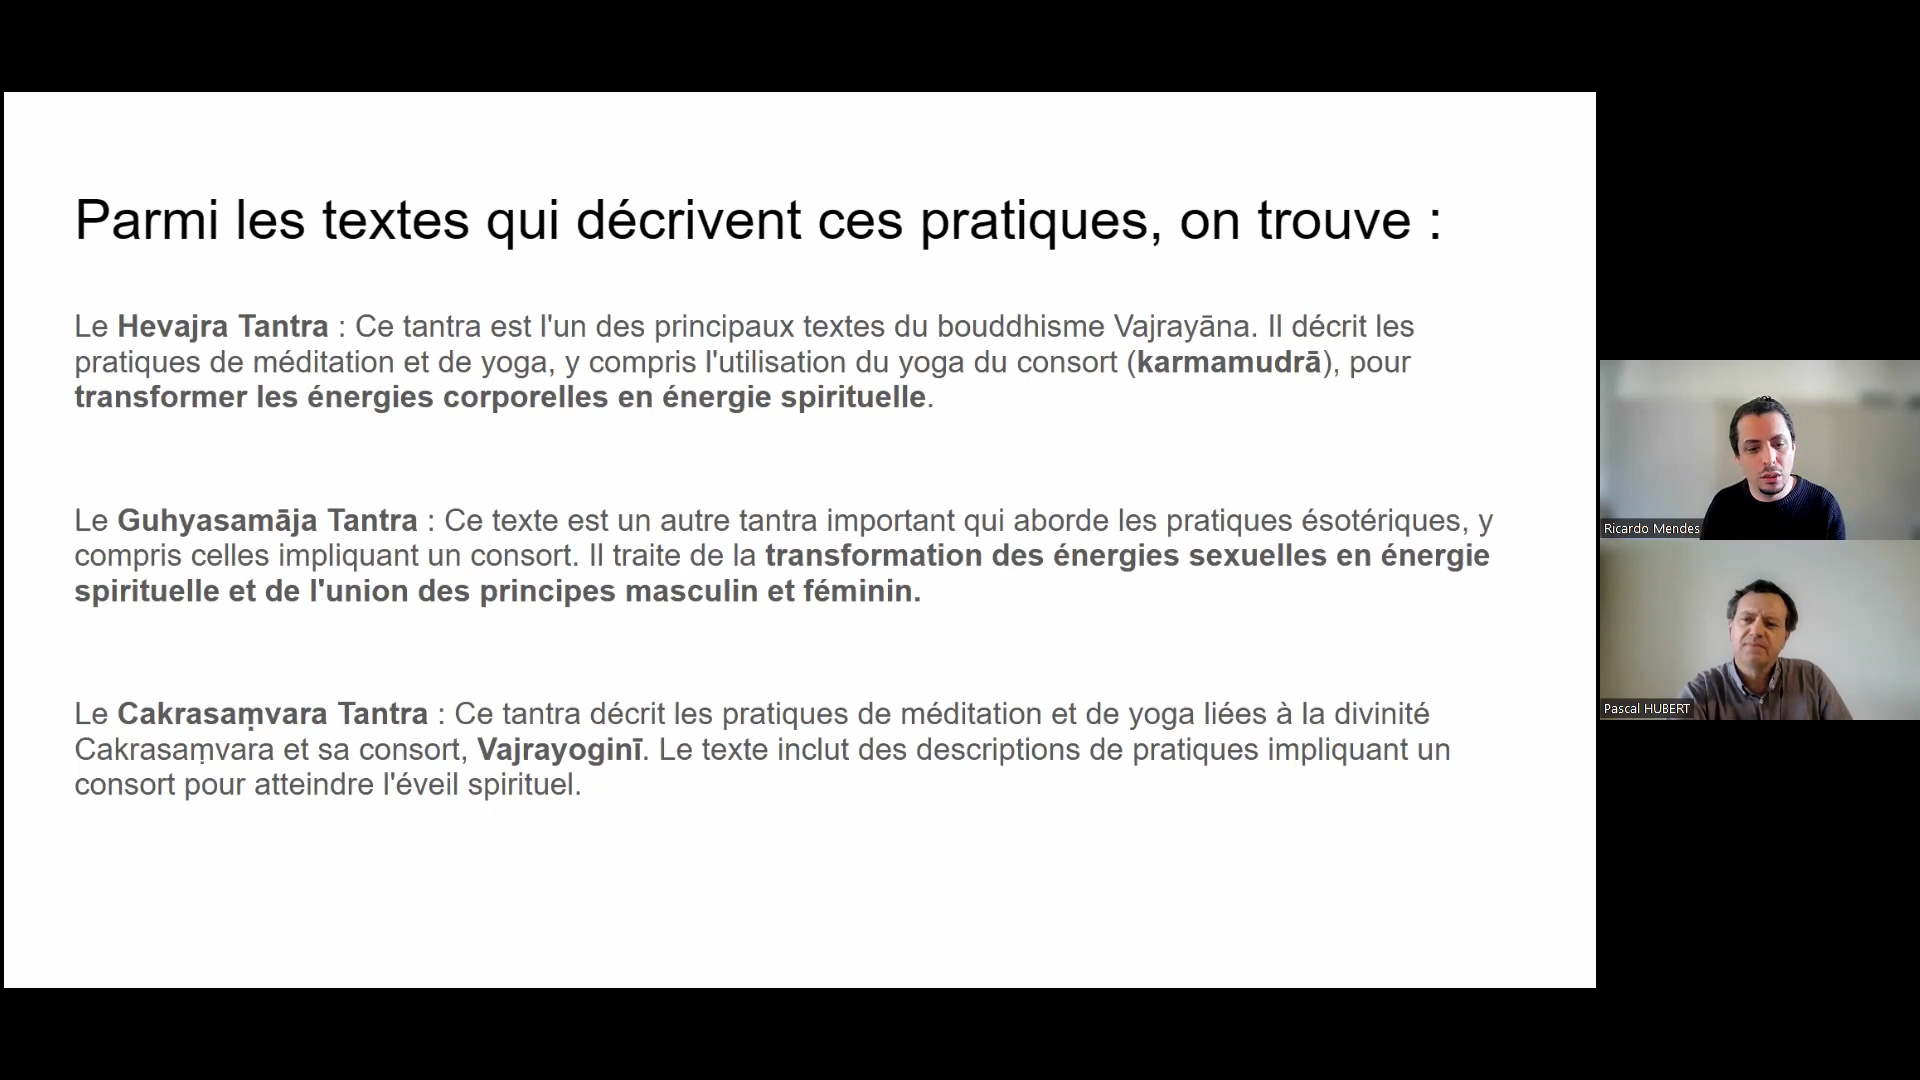 Parmi les textes qui décrivent ces pratiques, on trouve :
Le Hevajra Tantra : Ce tantra est l'un des principaux textes du bouddhisme Vajrayāna. Il décrit les
pratiques de méditation et de yoga, y compris l'utilisation du yoga du consort (karmamudrā), pour
transformer les énergies corporelles en énergie spirituelle.
Le Guhyasamāja Tantra : Ce texte est un autre tantra important qui aborde les pratiques ésotériques, y
compris celles impliquant un consort. Il traite de la transformation des énergies sexuelles en énergie
spirituelle et de l'union des principes masculin et féminin.
Le Cakrasaṃvara Tantra : Ce tantra décrit les pratiques de méditation et de yoga liées à la divinité
Cakrasaṃvara et sa consort, Vajrayoginī. Le texte inclut des descriptions de pratiques impliquant un
consort pour atteindre l'éveil spirituel.
Ricardo Mendes
Pascal HUBERT